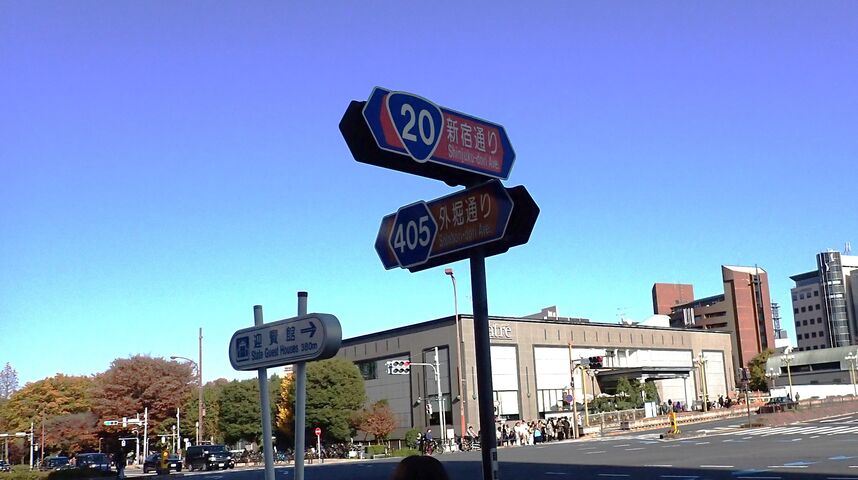 20
新宿通り
Shinjuku-dori Ave.
405
外堀通り
Sotobori-dori Ave.
迎賓館
State Guest Houses 380m
atre